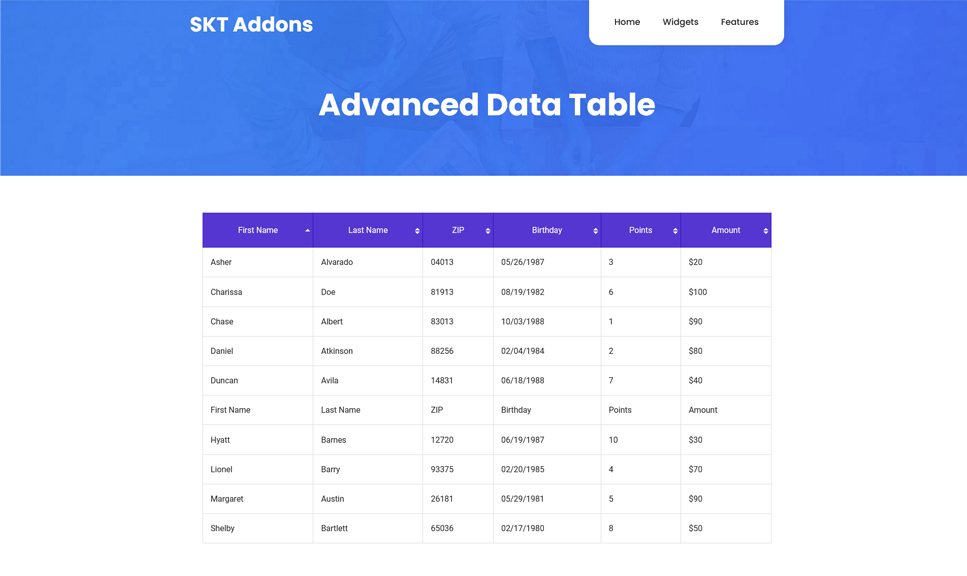 SKT Addons
Home Widgets Features
Advanced Data Table
First Name Last Name ZIP Birthday Points Amount
Asher Alvarado 04013 05/26/1987 3 $20
Charissa Doe 81913 08/19/1982 6 $100
Chase Albert 83013 10/03/1988 1 $90
Daniel Atkinson 88256 02/04/1984 2 $80
Duncan Avila 14831 06/18/1988 7 $40
First Name Last Name ZIP Birthday Points Amount
Hyatt Barnes 12720 06/19/1987 10 $30
Lionel Barry 93375 02/20/1985 4 $70
Margaret Austin 26181 05/29/1981 5 $90
Shelby Bartlett 65036 02/17/1980 8 $50